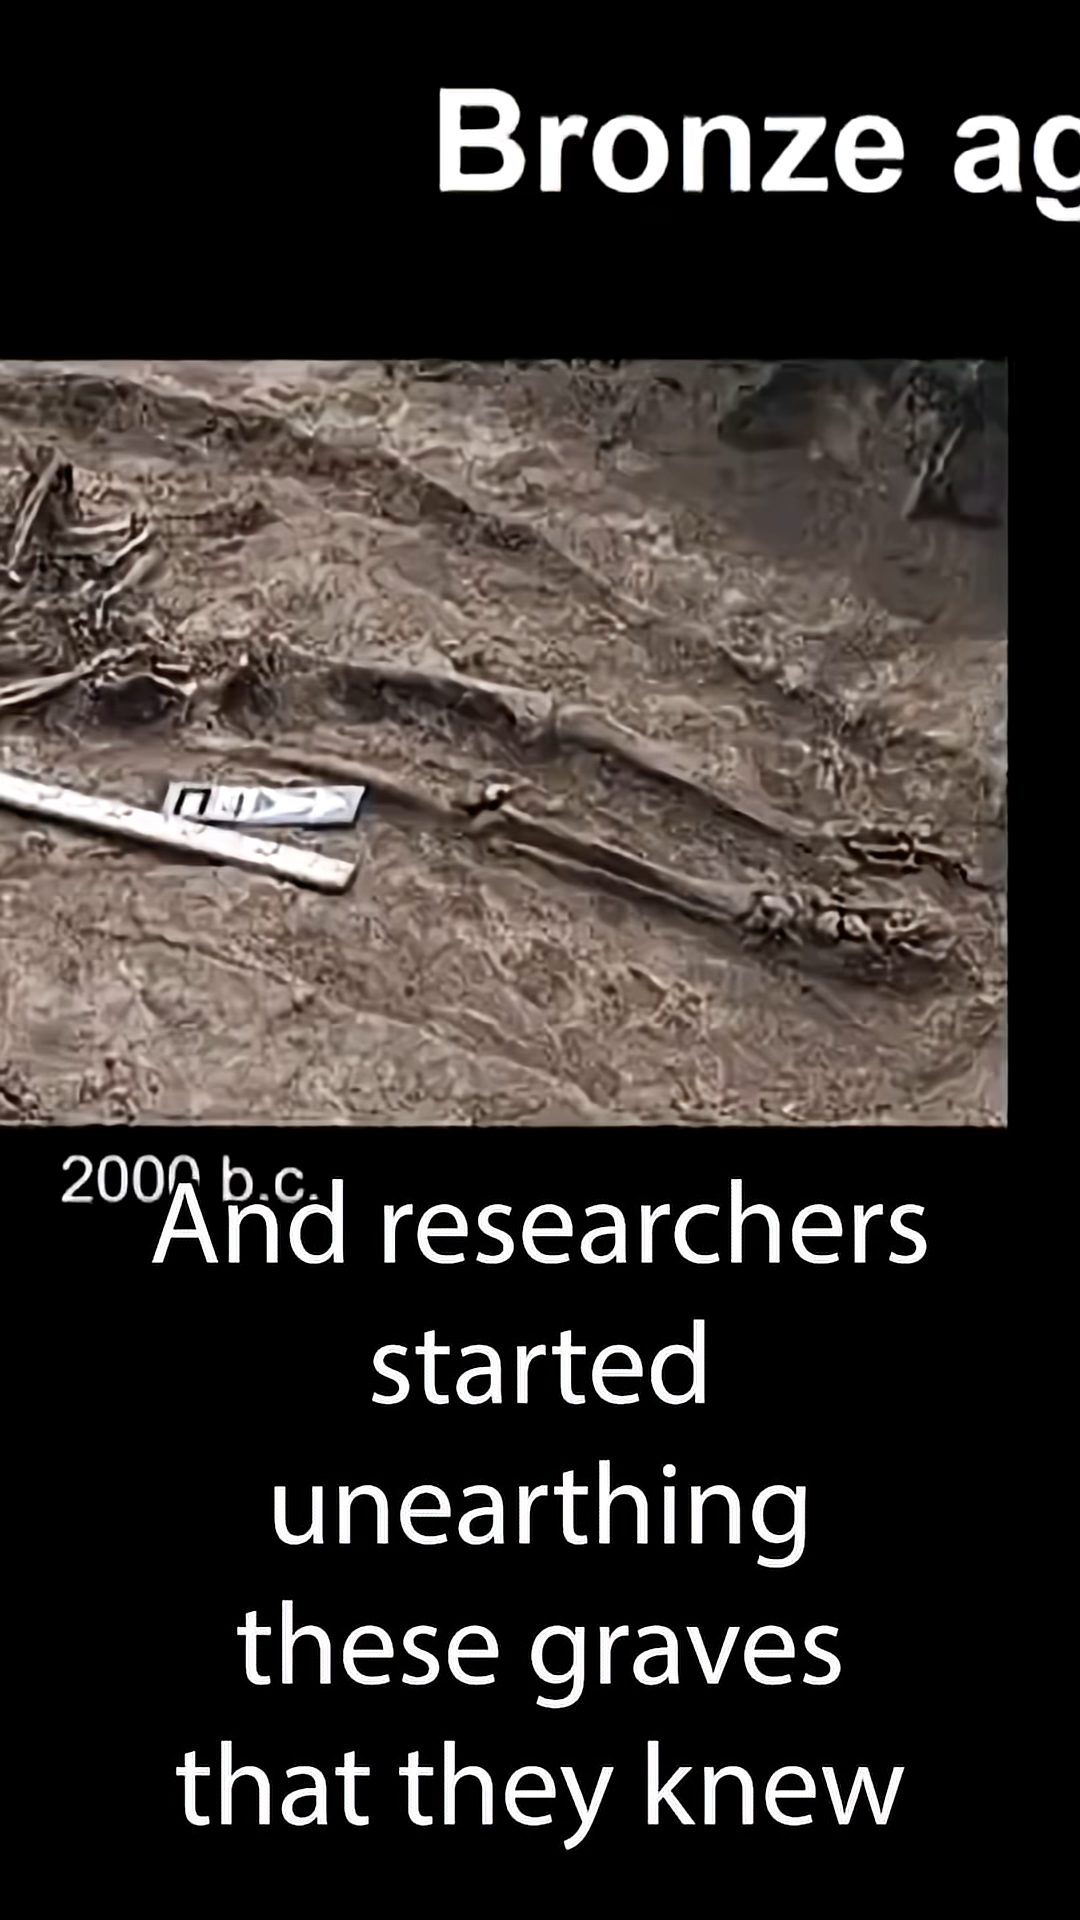 Bronze ag
2000 b.c.
And researchers
started
unearthing
these graves
that they knew